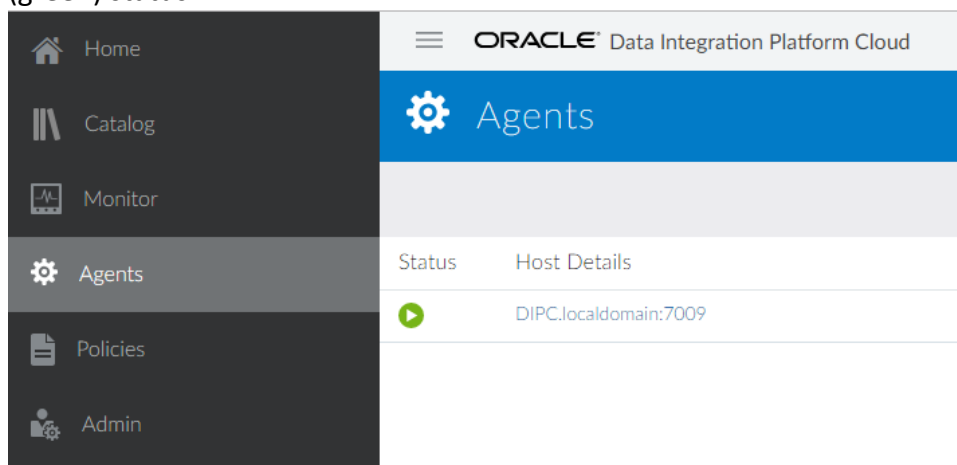 Home
Catalog
Monitor
Agents
Policies
Admin
ORACLE® Data Integration Platform Cloud
Agents
Status Host Details
DIPC.localdomain:7009